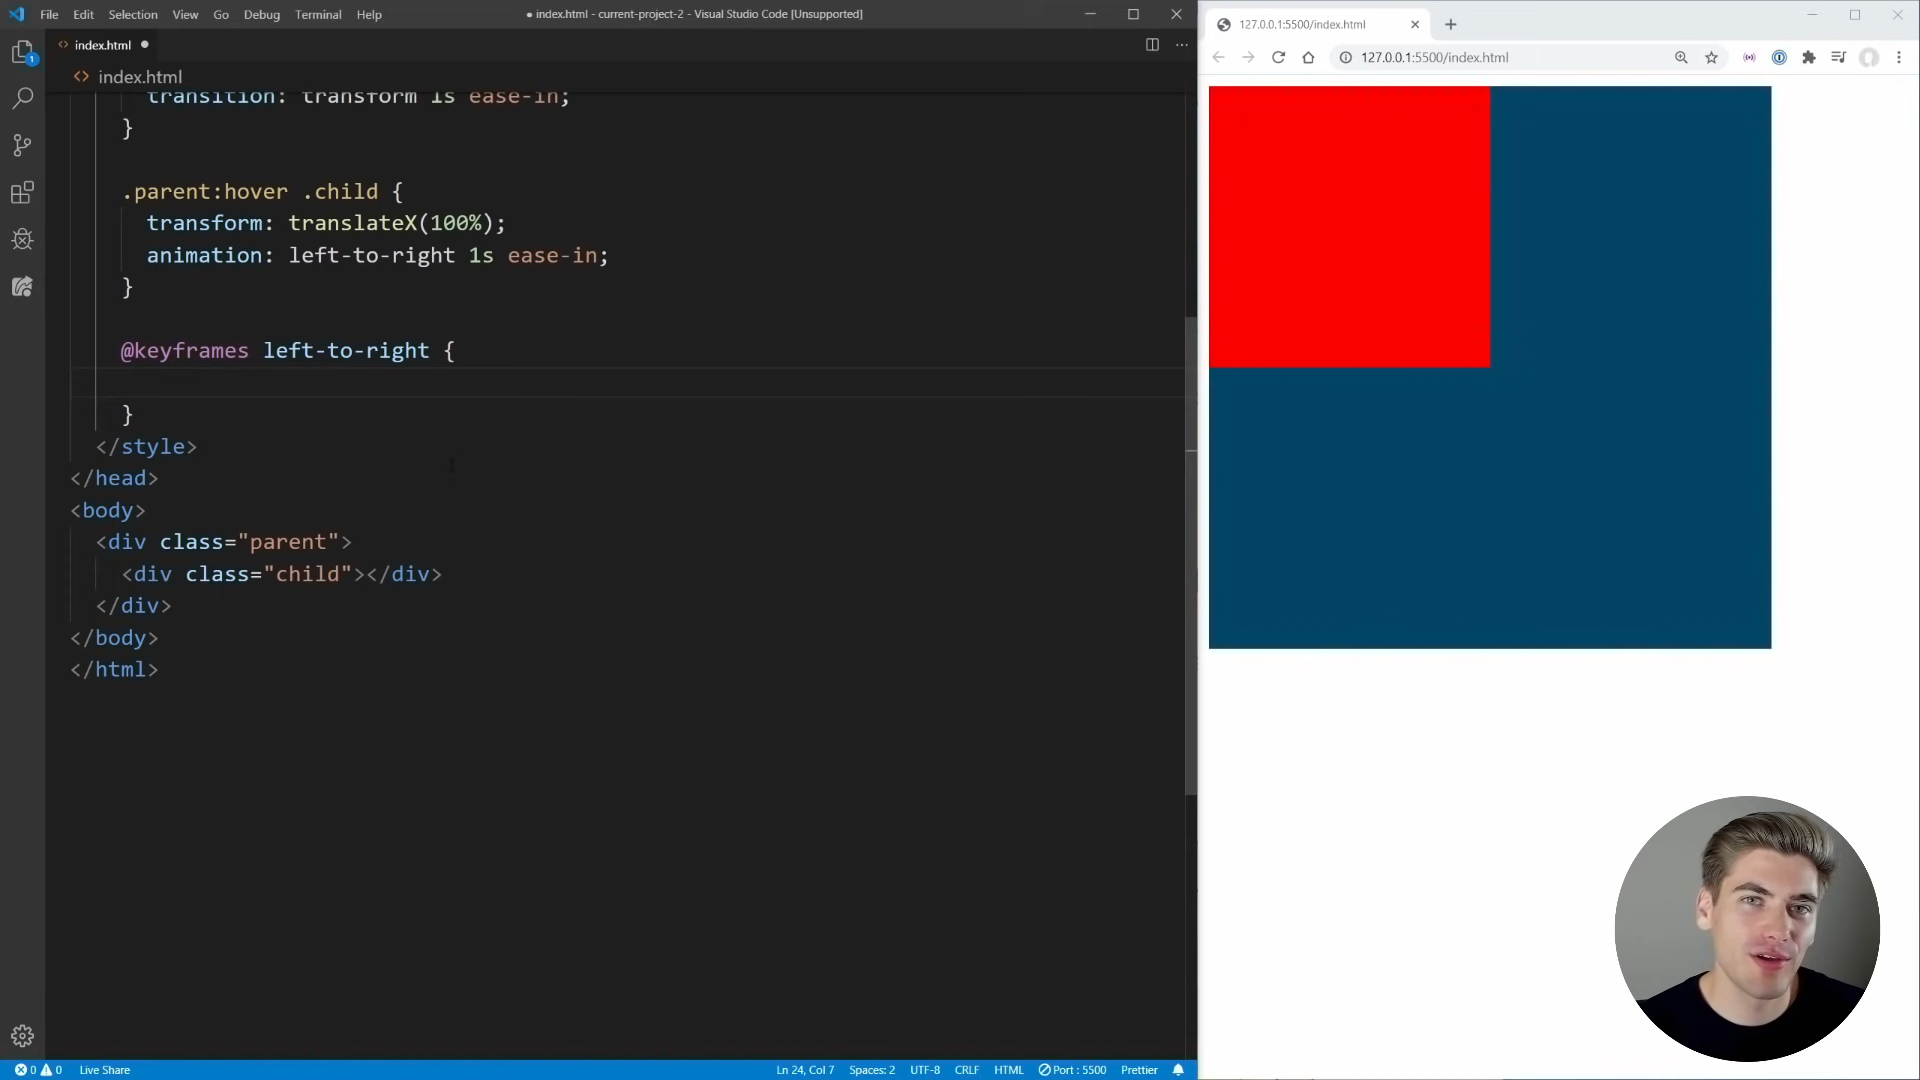 File Edit Selection View Go Debug Terminal Help
● index.html - current-project-2 - Visual Studio Code [Unsupported]
<> index.html ●
<> index.html
transition: transform 1s ease-in;
}
.parent:hover .child {
transform: translateX(100%);
animation: left-to-right 1s ease-in;
}
@keyframes left-to-right {
}
</style>
</head>
<body>
<div class="parent">
<div class="child"></div>
</div>
</body>
</html>
1
0 0 Live Share
Ln 24, Col 7 Spaces: 2 UTF-8 CRLF HTML Port : 5500 Prettier
127.0.0.1:5500/index.html
127.0.0.1:5500/index.html